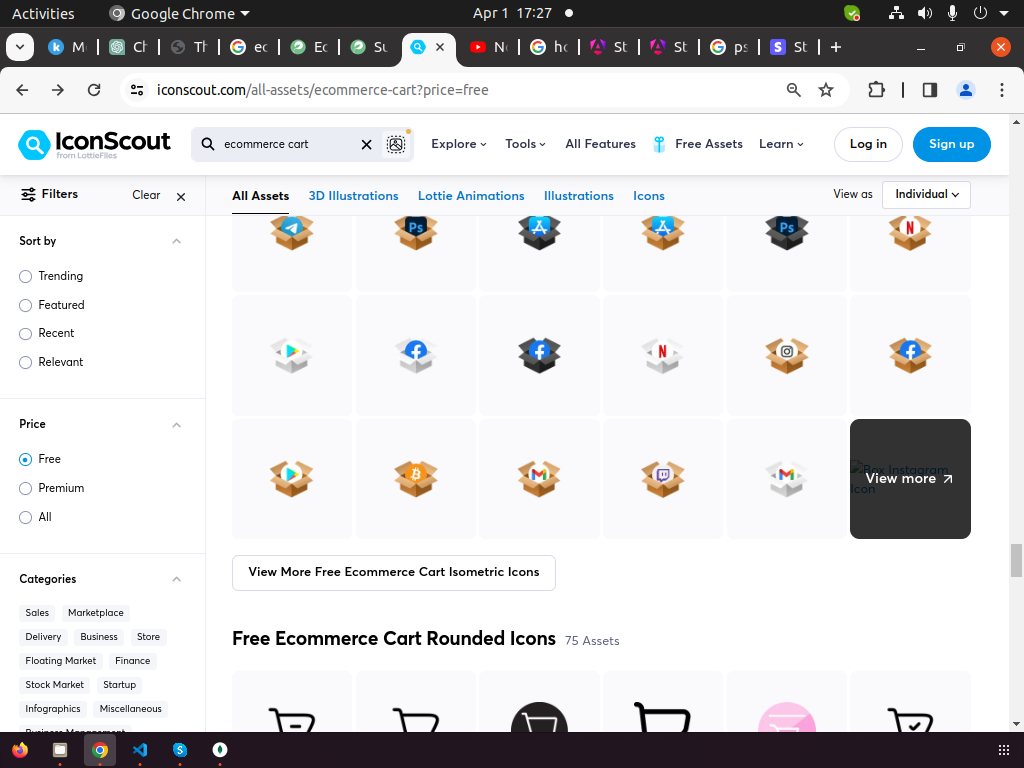 Activities
Google Chrome
Apr 1 17:27
Me
Ch
Th
ec
Ec
Su
No
ho
St
St
ps
St
iconscout.com/all-assets/ecommerce-cart?price=free
IconScout
from LottieFiles
ecommerce cart
Explore
Tools
All Features
Free Assets
Learn
Log in
Sign up
Filters
Clear
All Assets
3D Illustrations
Lottie Animations
Illustrations
Icons
View as
Individual
Sort by
Trending
Featured
Recent
Relevant
Price
Free
Premium
All
Categories
Sales
Marketplace
Delivery
Business
Store
Floating Market
Finance
Stock Market
Startup
Infographics
Miscellaneous
Business Management
Ps
Ps
N
N
Box Instagram Icon
View more
View More Free Ecommerce Cart Isometric Icons
Free Ecommerce Cart Rounded Icons
75 Assets